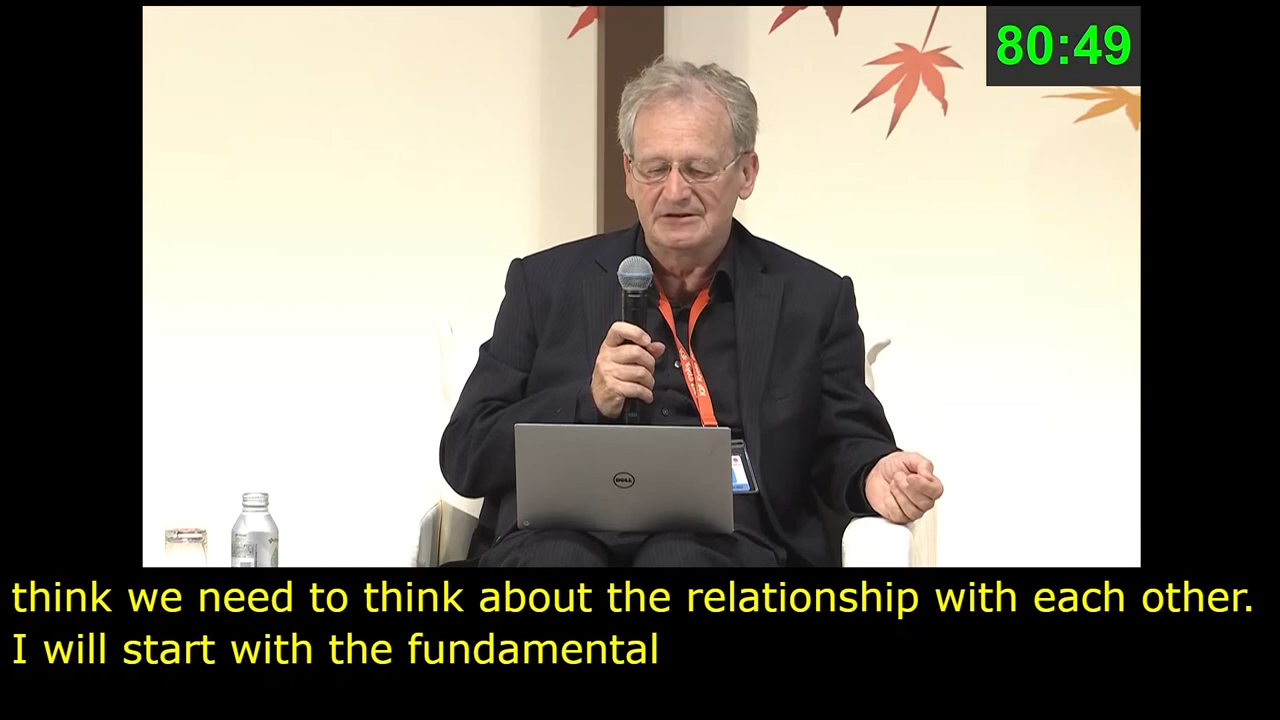 80:49
DELL
think we need to think about the relationship with each other.
I will start with the fundamental